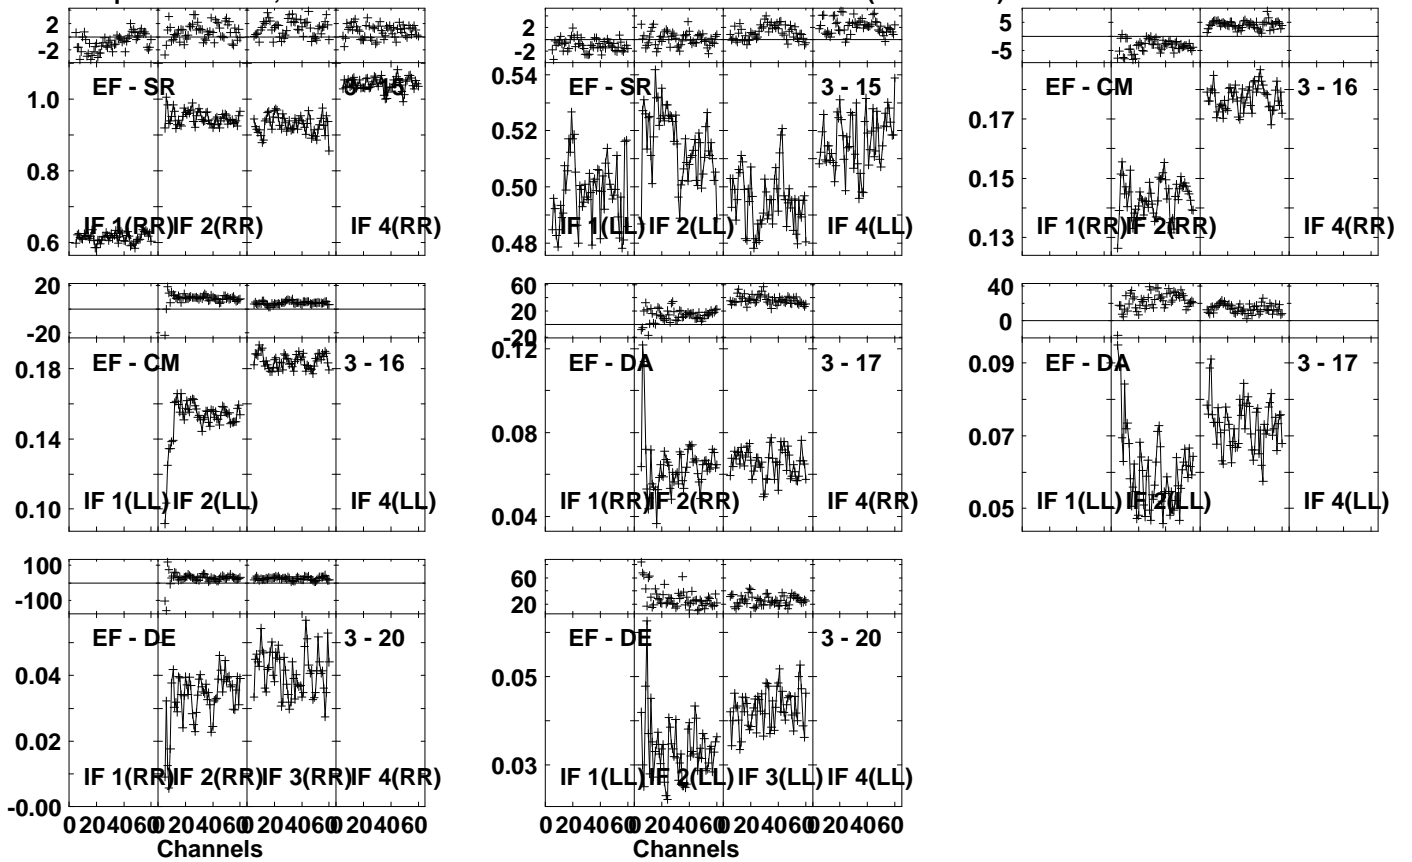 2
-2
EF - SR
3 - 15
1.0
0.8
0.6
IF 1(RR) IF 2(RR) IF 4(RR)
2
-2
0.54
EF - SR
3 - 15
0.52
0.50
0.48
IF 1(LL) IF 2(LL) IF 4(LL)
5
-5
EF - CM
3 - 16
0.17
0.15
0.13
IF 1(RR) IF 2(RR) IF 4(RR)
20
-20
EF - CM
3 - 16
0.18
0.14
0.10
IF 1(LL) IF 2(LL) IF 4(LL)
60
20
-20
0.12
EF - DA
3 - 17
0.08
0.04
IF 1(RR) IF 2(RR) IF 4(RR)
40
0
EF - DA
3 - 17
0.09
0.07
0.05
IF 1(LL) IF 2(LL) IF 4(LL)
100
-100
EF - DE
3 - 20
0.04
0.02
-0.00
IF 1(RR) IF 2(RR) IF 3(RR) IF 4(RR)
0 20 40 60 0 20 40 60 0 20 40 60 0 20 40 60
Channels
60
20
EF - DE
3 - 20
0.05
0.03
IF 1(LL) IF 2(LL) IF 3(LL) IF 4(LL)
0 20 40 60 0 20 40 60 0 20 40 60 0 20 40 60
Channels